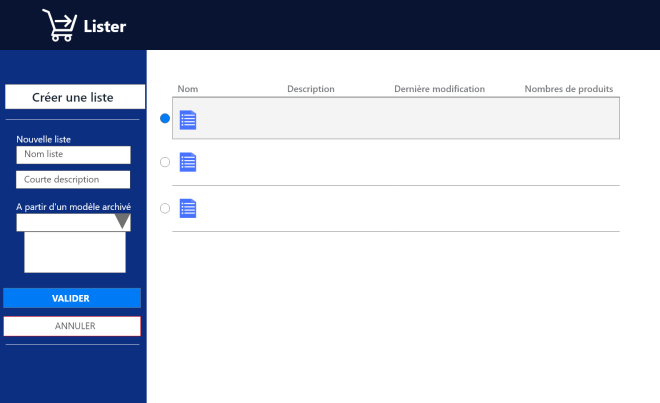 Lister
Créer une liste
Nouvelle liste
Nom liste
Courte description
A partir d'un modèle archivé
VALIDER
ANNULER
Nom Description Dernière modification Nombres de produits